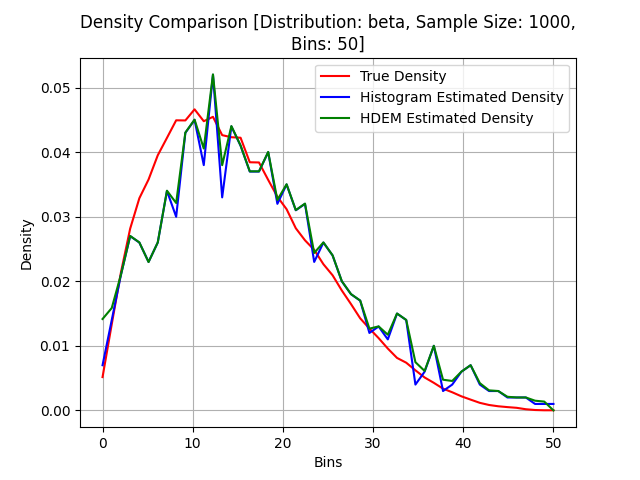 Density Comparison [Distribution: beta, Sample Size: 1000,
Bins: 50]
True Density
Histogram Estimated Density
HDEM Estimated Density
Density
0.05
0.04
0.03
0.02
0.01
0.00
0
10
20
30
40
50
Bins